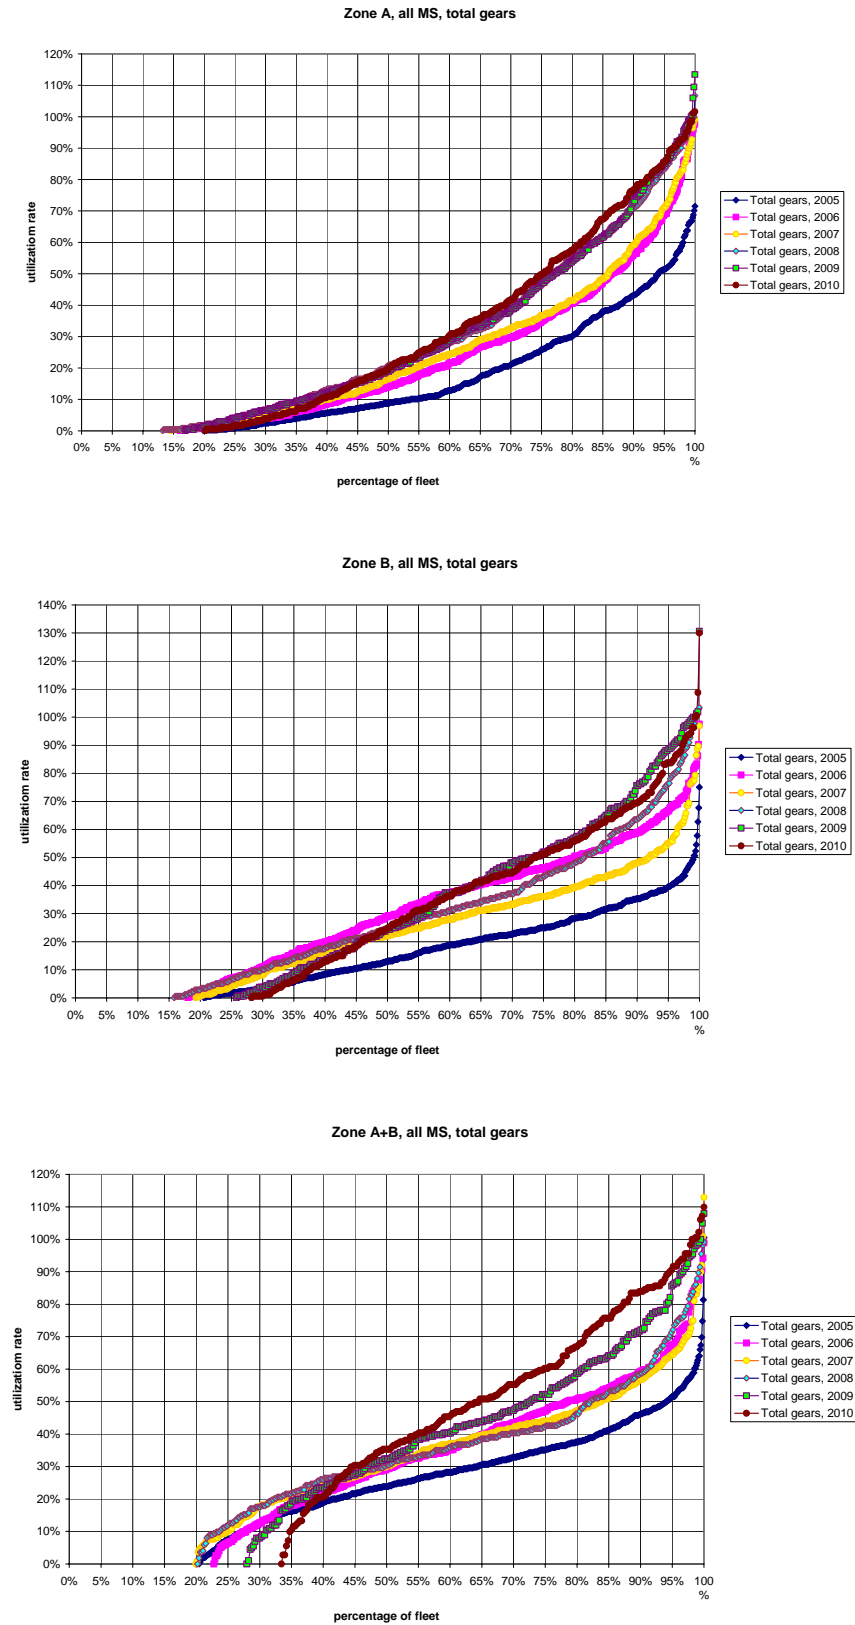 Zone A, all MS, total gears
120%
110%
100%
90%
80%
70%
60%
50%
40%
30%
20%
10%
0%
utilizatiom rate
0% 5% 10% 15% 20% 25% 30% 35% 40% 45% 50% 55% 60% 65% 70% 75% 80% 85% 90% 95% 100
%
percentage of fleet
Total gears, 2005
Total gears, 2006
Total gears, 2007
Total gears, 2008
Total gears, 2009
Total gears, 2010
Zone B, all MS, total gears
140%
130%
120%
110%
100%
90%
80%
70%
60%
50%
40%
30%
20%
10%
0%
utilizatiom rate
0% 5% 10% 15% 20% 25% 30% 35% 40% 45% 50% 55% 60% 65% 70% 75% 80% 85% 90% 95% 100
%
percentage of fleet
Total gears, 2005
Total gears, 2006
Total gears, 2007
Total gears, 2008
Total gears, 2009
Total gears, 2010
Zone A+B, all MS, total gears
120%
110%
100%
90%
80%
70%
60%
50%
40%
30%
20%
10%
0%
utilizatiom rate
0% 5% 10% 15% 20% 25% 30% 35% 40% 45% 50% 55% 60% 65% 70% 75% 80% 85% 90% 95% 100
%
percentage of fleet
Total gears, 2005
Total gears, 2006
Total gears, 2007
Total gears, 2008
Total gears, 2009
Total gears, 2010